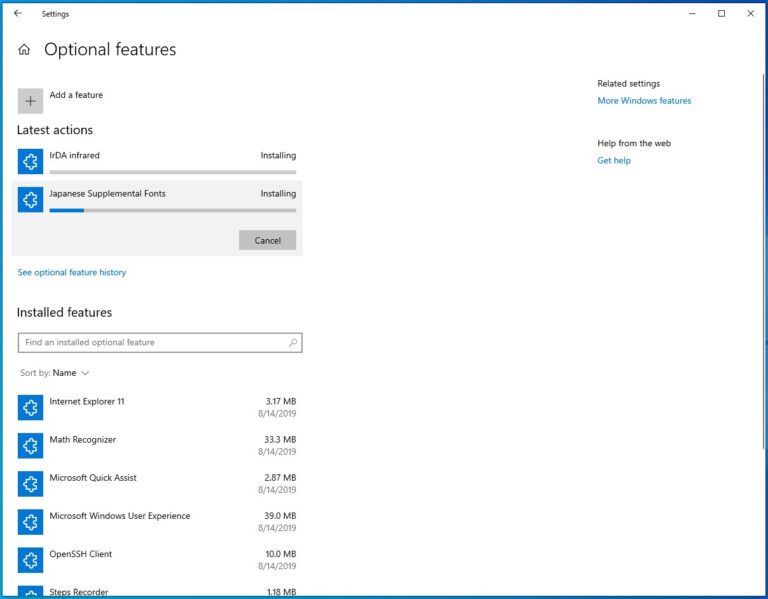 Settings
Optional features
Add a feature
Latest actions
IrDA infrared Installing
Japanese Supplemental Fonts Installing
Cancel
See optional feature history
Installed features
Find an installed optional feature
Sort by: Name
Internet Explorer 11 3.17 MB
8/14/2019
Math Recognizer 33.3 MB
8/14/2019
Microsoft Quick Assist 2.87 MB
8/14/2019
Microsoft Windows User Experience 39.0 MB
8/14/2019
OpenSSH Client 10.0 MB
8/14/2019
Steps Recorder 1.18 MB
Related settings
More Windows features
Help from the web
Get help